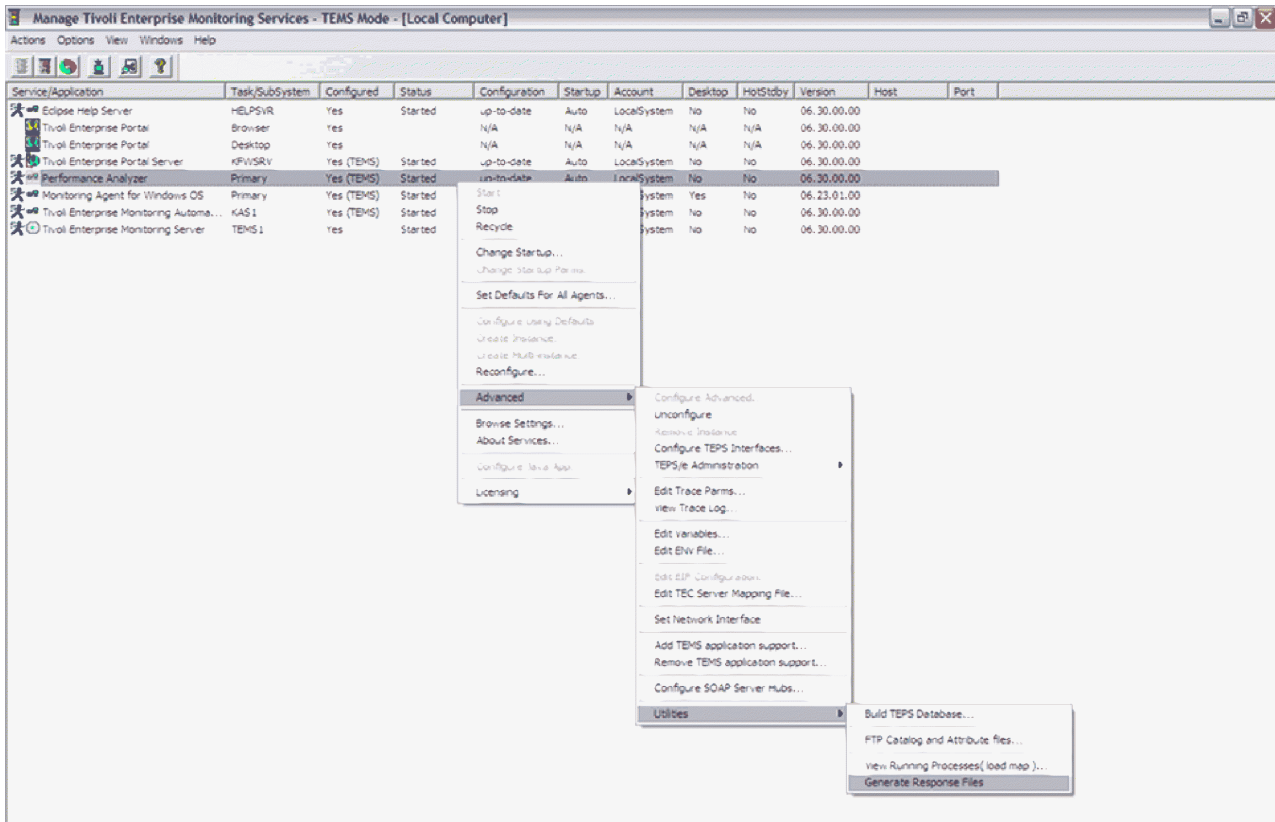 Manage Tivoli Enterprise Monitoring Services - TEMS Mode - [Local Computer]
Actions Options View Windows Help
Service/Application Task/SubSystem Configured Status Configuration Startup Account Desktop HotStdby Version Host Port
Eclipse Help Server HELPSVR Yes Started up-to-date Auto LocalSystem No No 06.30.00.00
Tivoli Enterprise Portal Browser Yes N/A N/A N/A N/A N/A 06.30.00.00
Tivoli Enterprise Portal Desktop Yes N/A N/A N/A N/A N/A 06.30.00.00
Tivoli Enterprise Portal Server KFWSRV Yes (TEMS) Started up-to-date Auto LocalSystem No No 06.30.00.00
Performance Analyzer Primary Yes (TEMS) Started up-to-date Auto LocalSystem No No 06.30.00.00
Monitoring Agent for Windows OS Primary Yes (TEMS) Started ystem Yes No 06.23.01.00
Tivoli Enterprise Monitoring Automa... KAS1 Yes (TEMS) Started ystem No No 06.30.00.00
Tivoli Enterprise Monitoring Server TEMS1 Yes Started ystem No No 06.30.00.00
Start
Stop
Recycle
Change Startup...
Change Startup Parms.
Set Defaults For All Agents...
Configure Using Defaults
Create Instance.
Create Multi-Instance
Reconfigure...
Advanced
Browse Settings...
About Services...
Configure Java App.
Licensing
Configure Advanced.
Unconfigure
Remove Instance
Configure TEPS Interfaces...
TEPS/e Administration
Edit Trace Parms...
View Trace Log...
Edit Variables...
Edit ENV File...
Edit EIF Configuration.
Edit TEC Server Mapping File...
Set Network Interface
Add TEMS application support...
Remove TEMS application support...
Configure SOAP Server Hubs...
Utilities
Build TEPS Database...
FTP Catalog and Attribute files...
View Running Processes( load map )...
Generate Response Files